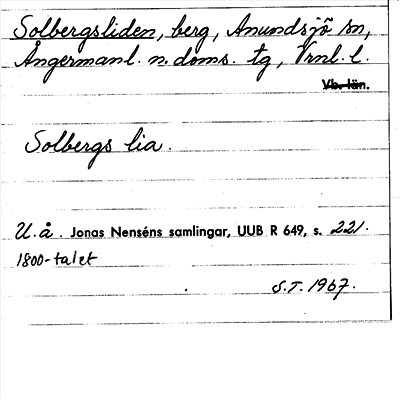 Solbergsliden, berg, Anundsjö sn,
Ångermanl. n. doms. tg, Vrnl. l.
Vb. län.
Solbergs lia.
U. å. Jonas Nenséns samlingar, UUB R 649, s. 221.
1800-talet
S.T. 1967.